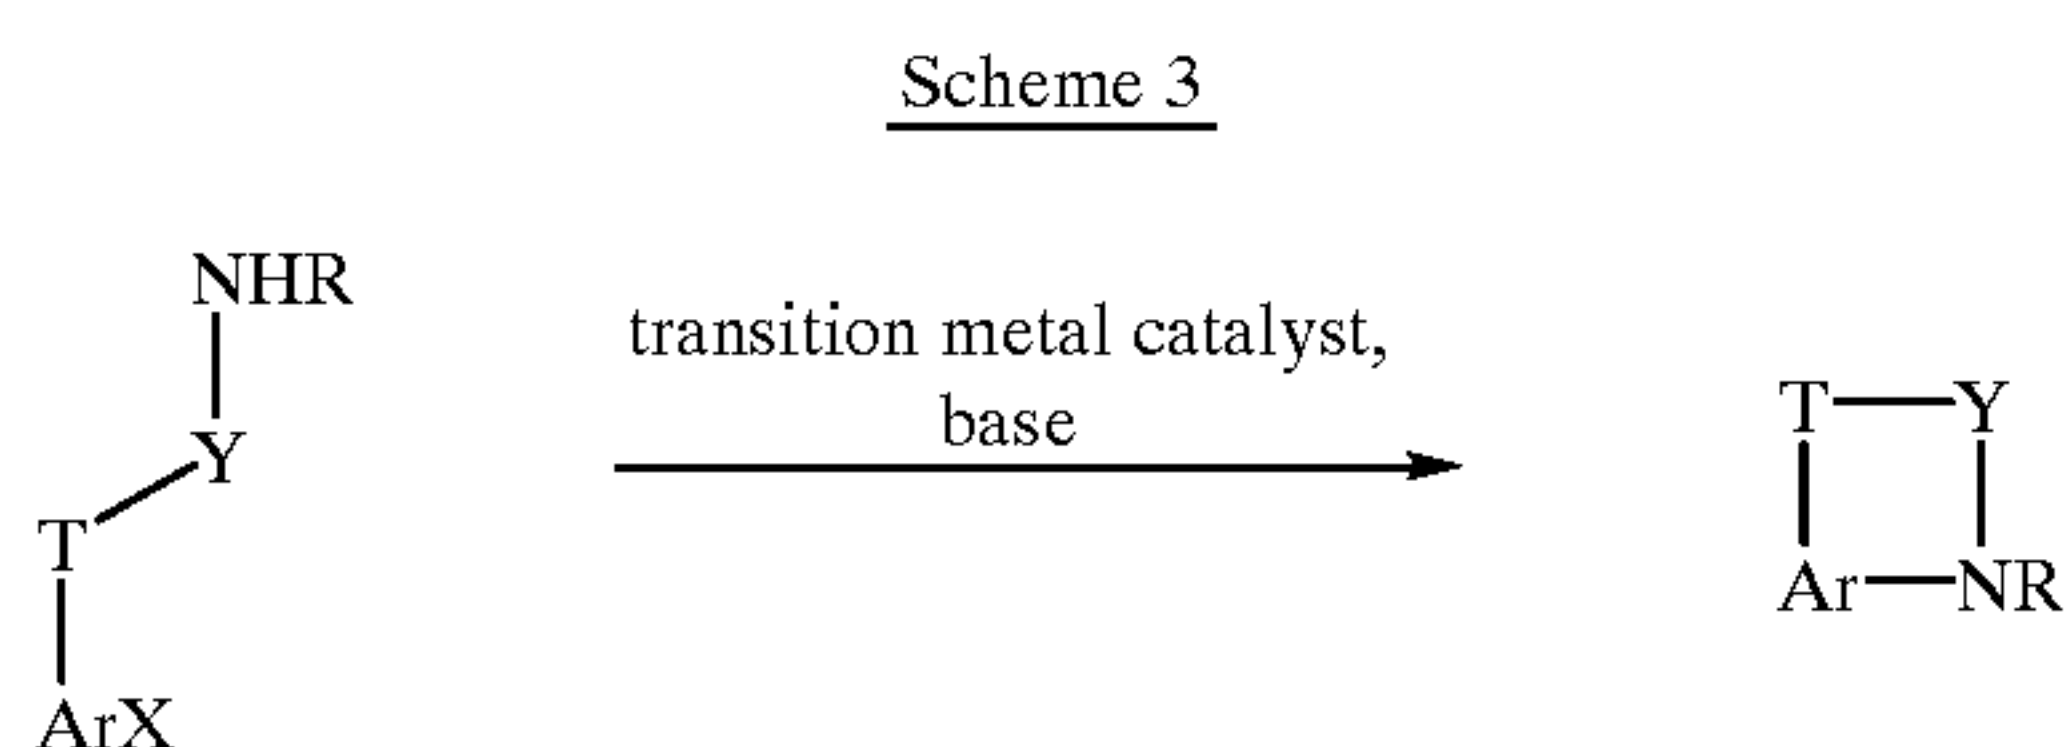 Scheme 3
NHR
Y
T
ArX
transition metal catalyst,
base
T
Y
Ar
NR